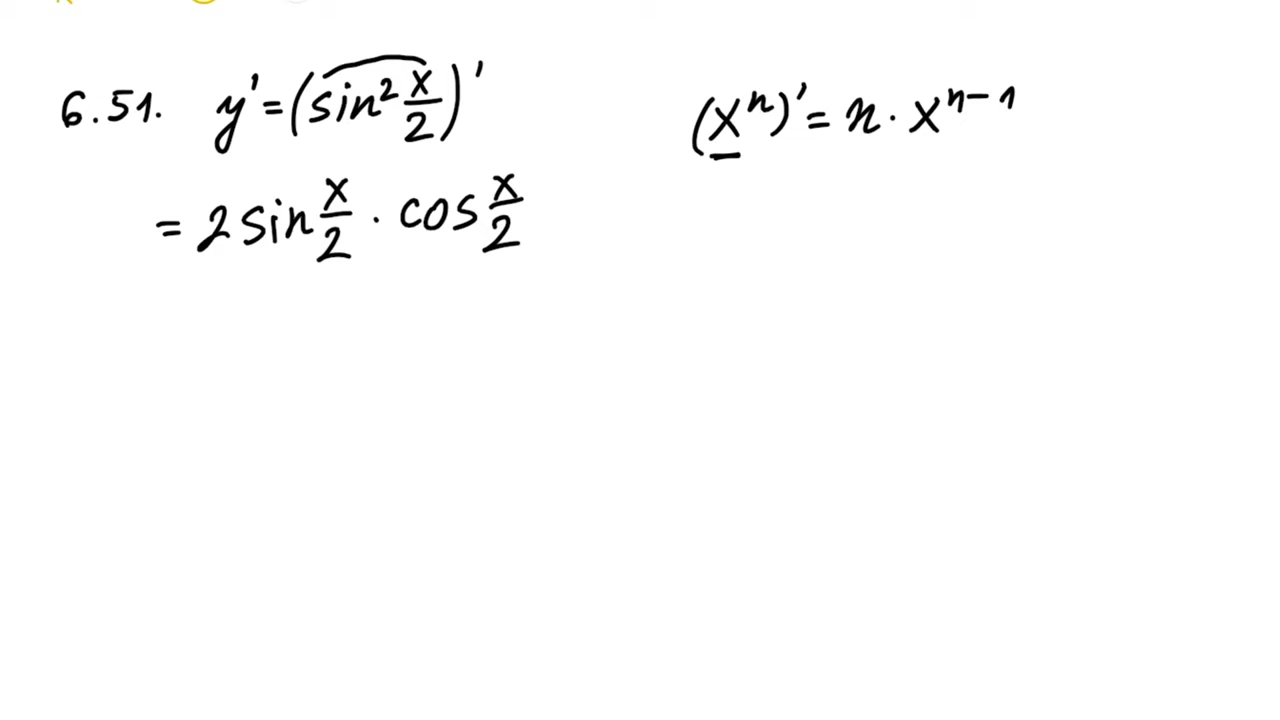 6.51. y' = (sin² x/2)'
(xⁿ)' = n · xⁿ⁻¹
= 2 sin x/2 · cos x/2